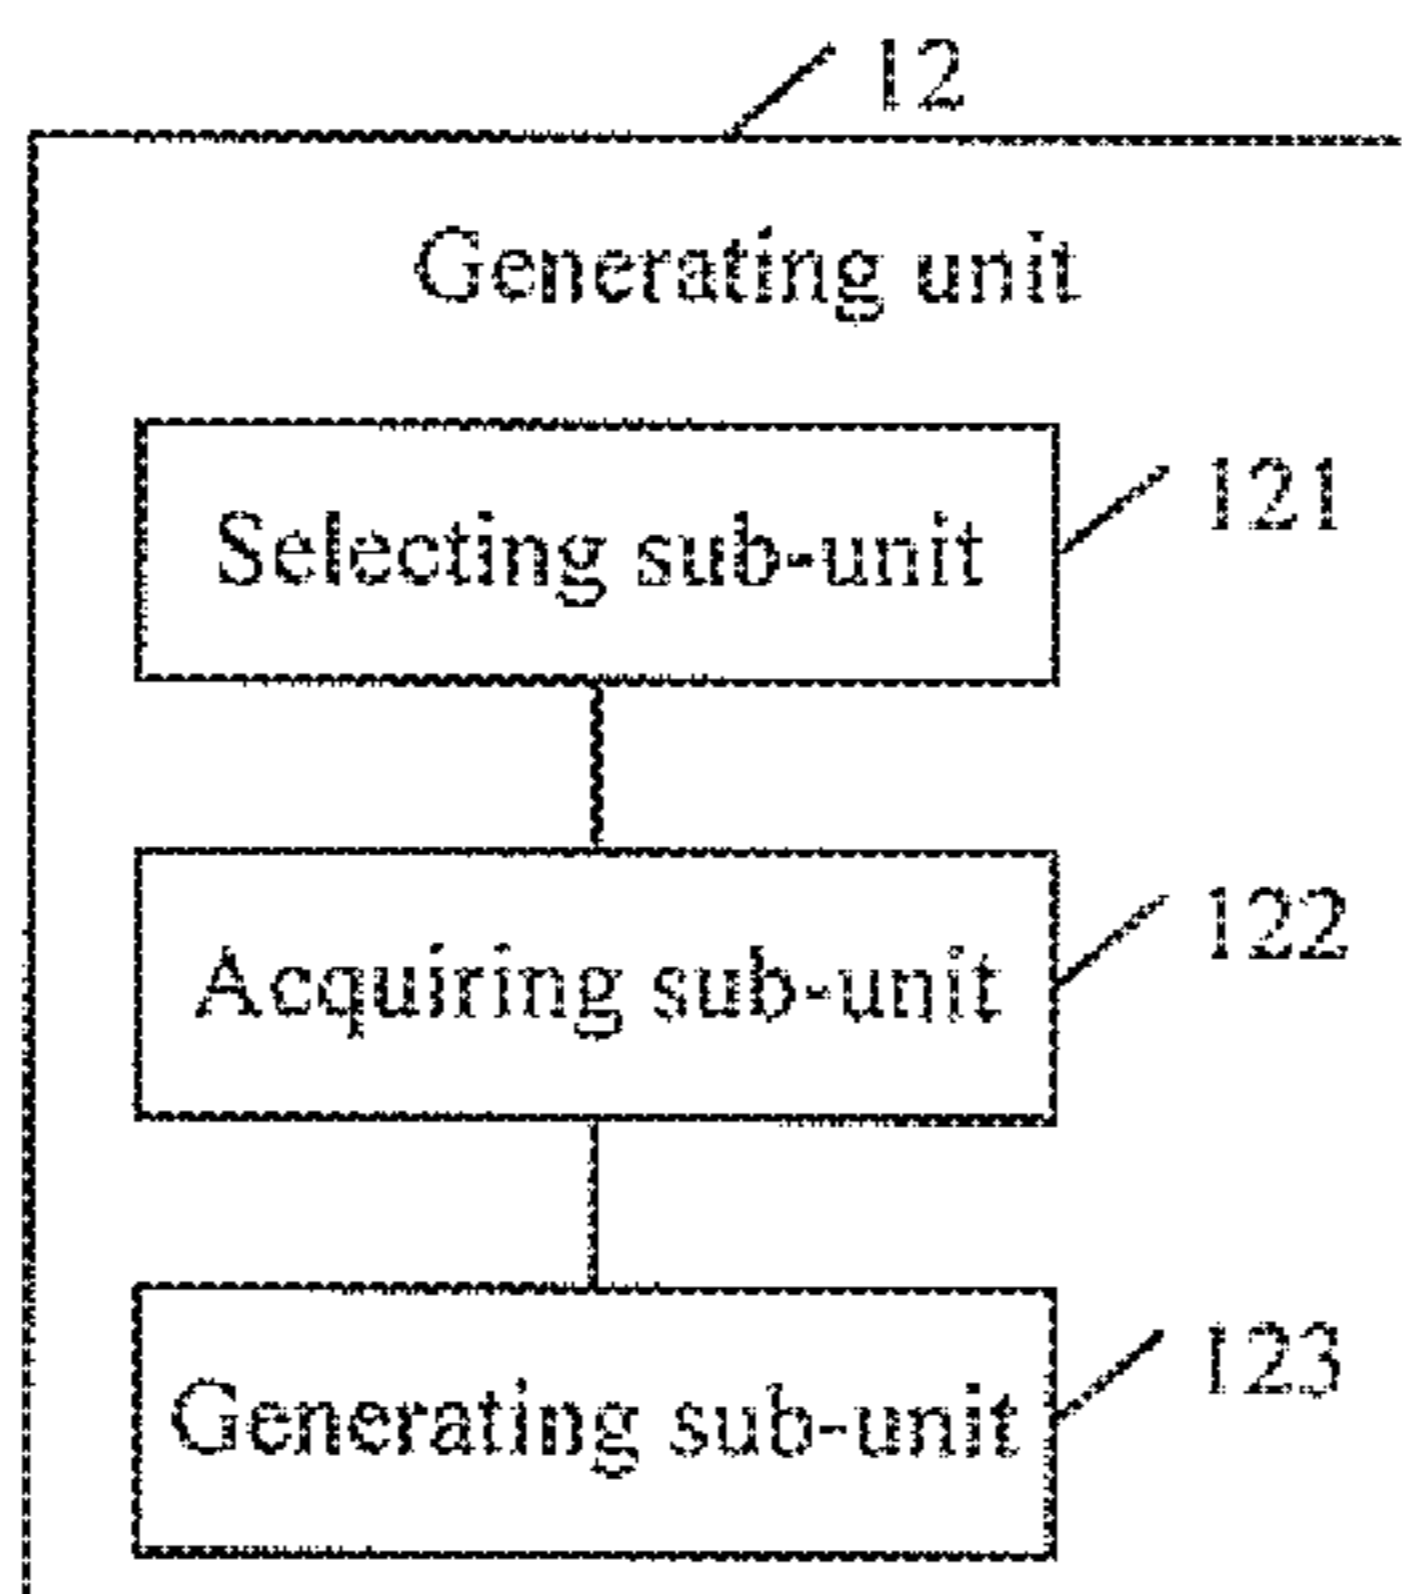 12
Generating unit
Selecting sub-unit
121
Acquiring sub-unit
122
Generating sub-unit
123